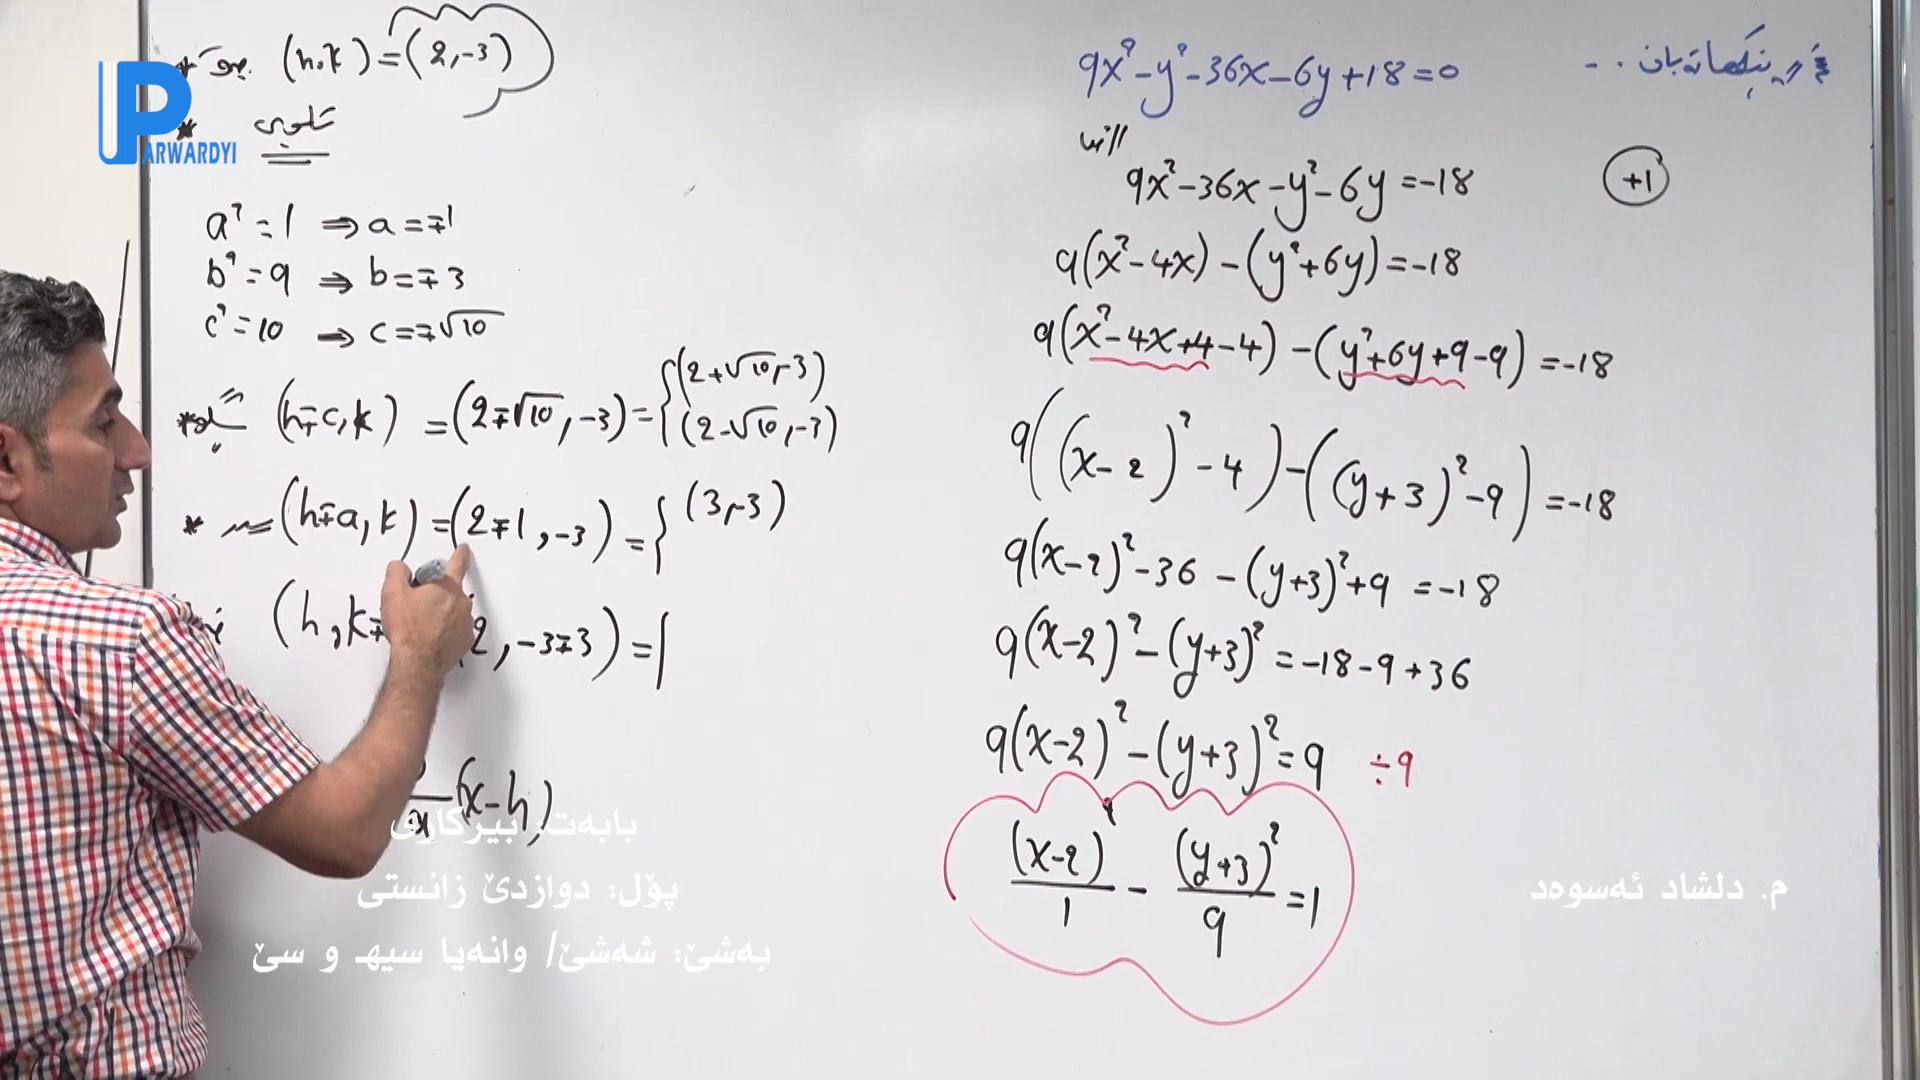 (h,k)=(2,-3)
PARWARDYI
a²=1 ⇒ a=∓1
b²=9 ⇒ b=∓3
c²=10 → c=∓√10
(h∓c,k) =(2∓√10,-3)={(2+√10,-3)
(2-√10,-3)
(h∓a,k)=(2∓1,-3)={(3,-3)
(h,k∓ 2,-3∓3)=
(x-h)
بابەت: بیرکاری
پۆل: دوازدێ زانستی
بەشێ: شەشێ/ وانەیا سیهـ و سێ
9x²-y²-36x-6y+18=0
9x²-36x-y²-6y=-18
+1
9(x²-4x)-(y²+6y)=-18
9(x²-4x+4-4)-(y²+6y+9-9)=-18
9((x-2)²-4)-((y+3)²-9)=-18
9(x-2)²-36-(y+3)²+9=-18
9(x-2)²-(y+3)²=-18-9+36
9(x-2)²-(y+3)²=9 ÷9
(x-2)²/1 - (y+3)²/9 =1
م. دلشاد ئەسوەد